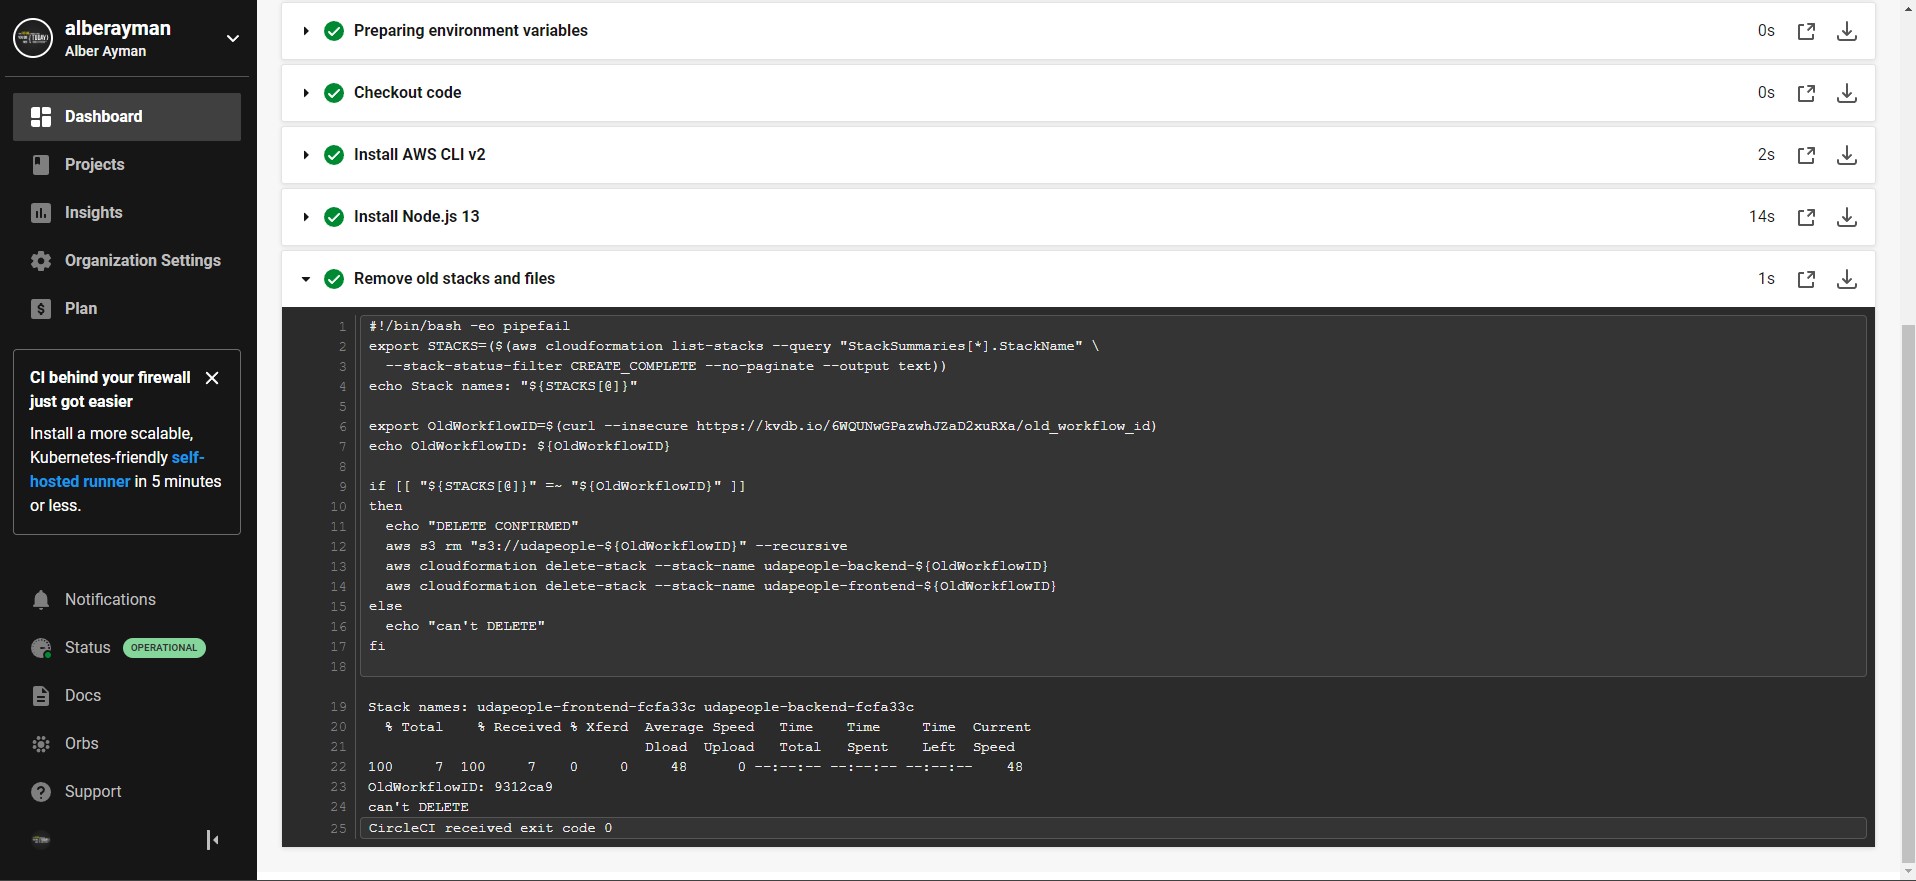 alberayman
Alber Ayman
Dashboard
Projects
Insights
Organization Settings
Plan
CI behind your firewall
just got easier
Install a more scalable,
Kubernetes-friendly self-
hosted runner in 5 minutes
or less.
Notifications
Status OPERATIONAL
Docs
Orbs
Support
Preparing environment variables 0s
Checkout code 0s
Install AWS CLI v2 2s
Install Node.js 13 14s
Remove old stacks and files 1s
1 #!/bin/bash -eo pipefail
2 export STACKS=($(aws cloudformation list-stacks --query "StackSummaries[*].StackName" \
3 --stack-status-filter CREATE_COMPLETE --no-paginate --output text))
4 echo Stack names: "${STACKS[@]}"
5
6 export OldWorkflowID=$(curl --insecure https://kvdb.io/6WQUNwGPazwhJZaD2xuRXa/old_workflow_id)
7 echo OldWorkflowID: ${OldWorkflowID}
8
9 if [[ "${STACKS[@]}" =~ "${OldWorkflowID}" ]]
10 then
11 echo "DELETE CONFIRMED"
12 aws s3 rm "s3://udapeople-${OldWorkflowID}" --recursive
13 aws cloudformation delete-stack --stack-name udapeople-backend-${OldWorkflowID}
14 aws cloudformation delete-stack --stack-name udapeople-frontend-${OldWorkflowID}
15 else
16 echo "can't DELETE"
17 fi
18
19 Stack names: udapeople-frontend-fcfa33c udapeople-backend-fcfa33c
20 % Total % Received % Xferd Average Speed Time Time Time Current
21 Dload Upload Total Spent Left Speed
22 100 7 100 7 0 0 48 0 --:--:-- --:--:-- --:--:-- 48
23 OldWorkflowID: 9312ca9
24 can't DELETE
25 CircleCI received exit code 0